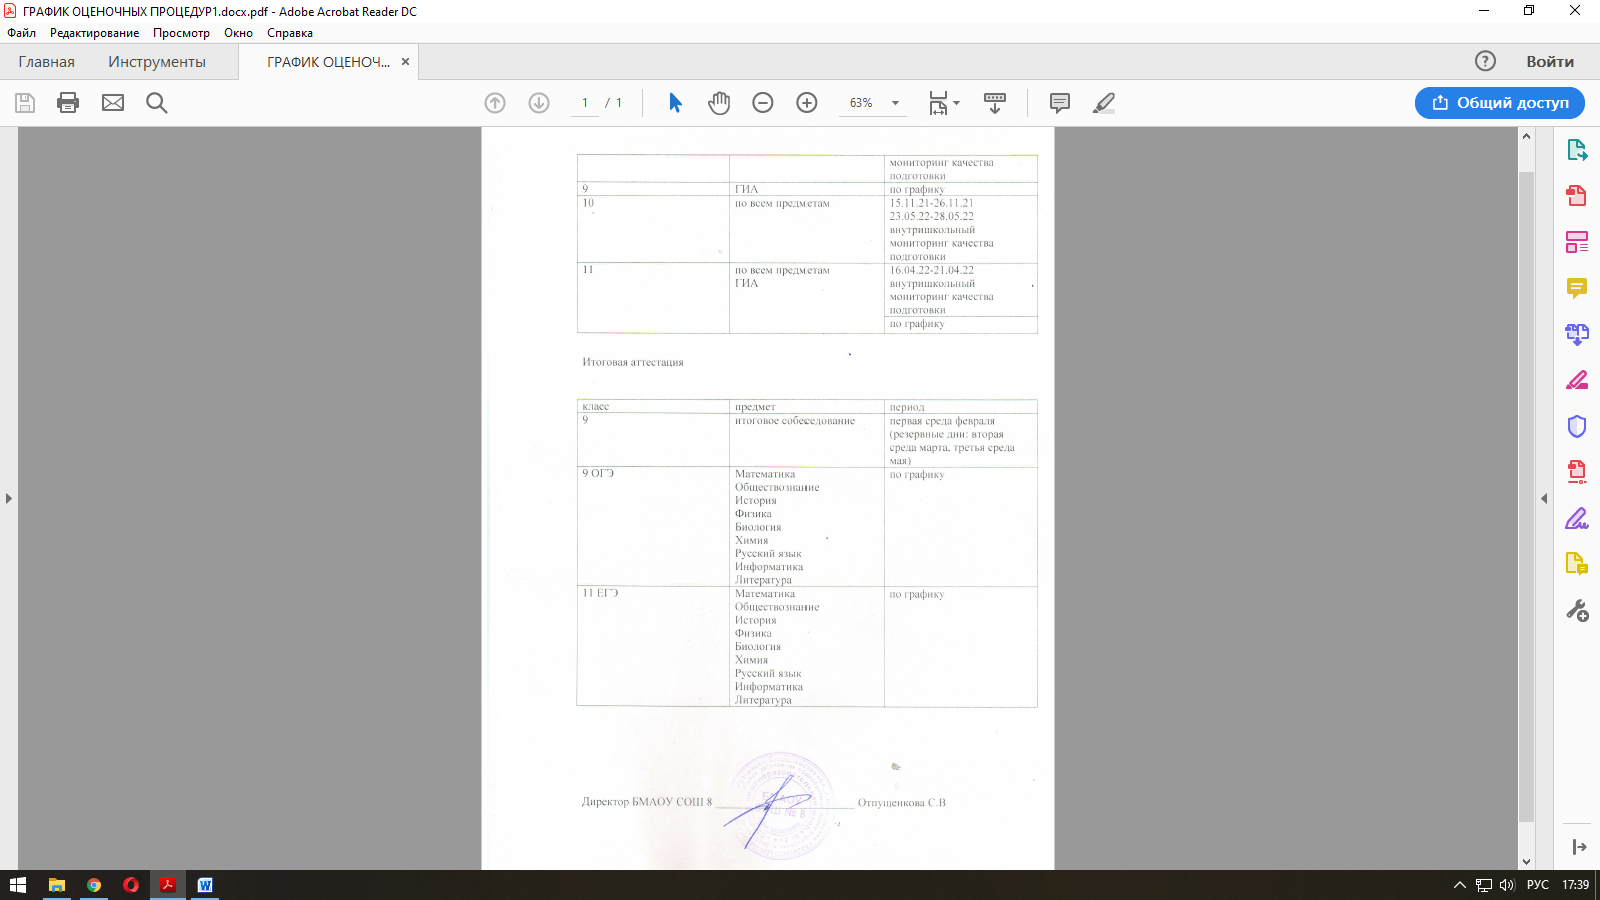 ГРАФИК ОЦЕНОЧНЫХ ПРОЦЕДУР1.docx.pdf - Adobe Acrobat Reader DC
Файл Редактирование Просмотр Окно Справка
Главная Инструменты ГРАФИК ОЦЕНОЧ... × Войти
1 / 1 63% Общий доступ
мониторинг качества
подготовки
9 ГИА по графику
10 по всем предметам 15.11.21-26.11.21
23.05.22-28.05.22
внутришкольный
мониторинг качества
подготовки
11 по всем предметам 16.04.22-21.04.22
ГИА внутришкольный
мониторинг качества
подготовки
по графику
Итоговая аттестация
класс предмет период
9 итоговое собеседование первая среда февраля
(резервные дни: вторая
среда марта, третья среда
мая)
9 ОГЭ Математика по графику
Обществознание
История
Физика
Биология
Химия
Русский язык
Информатика
Литература
11 ЕГЭ Математика по графику
Обществознание
История
Физика
Биология
Химия
Русский язык
Информатика
Литература
БМАОУ
Ш № 8
Директор БМАОУ СОШ 8 Отпущенкова С.В
РУС 17:39